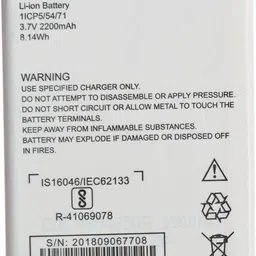 Li-ion Battery
1ICP5/54/71
3.7V 2200mAh
8.14Wh
WARNING
USE SPECIFIED CHARGER ONLY.
DO NOT ATTEMPT TO DISASSEMBLE OR APPLY PRESSURE.
DO NOT SHORT CIRCUIT OR ALLOW METAL TO TOUCH THE
BATTERY TERMINALS.
KEEP AWAY FROM INFLAMMABLE SUBSTANCES.
BATTERY MAY EXPLODE IF DAMAGED OR DISPOSED OFF
IN FIRES.
IS16046/IEC62133
R-41069078
S/N: 201809067708